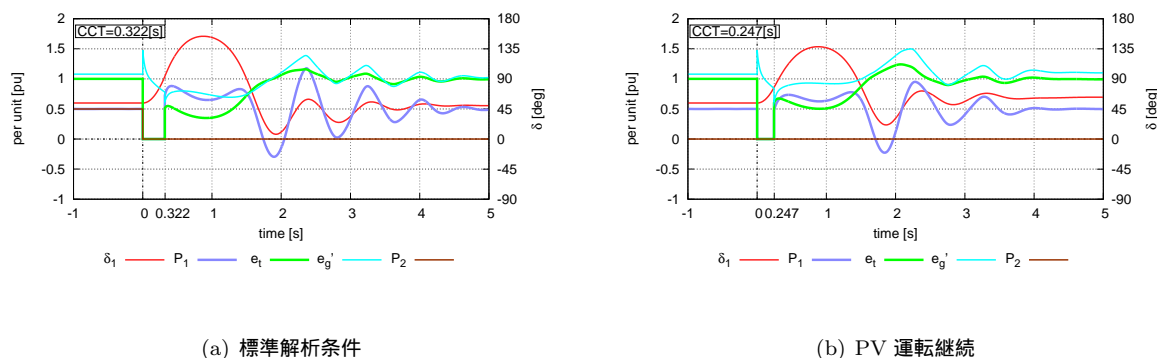 CCT=0.322[s]
per unit [pu]
2
1.5
1
0.5
0
-0.5
-1
180
135
90
45
0
-45
-90
δ [deg]
-1 0 0.322 1 2 3 4 5
time [s]
δ1 P1 et eg' P2
(a) 標準解析条件
CCT=0.247[s]
per unit [pu]
2
1.5
1
0.5
0
-0.5
-1
180
135
90
45
0
-45
-90
δ [deg]
-1 0 0.247 1 2 3 4 5
time [s]
δ1 P1 et eg' P2
(b) PV 運転継続